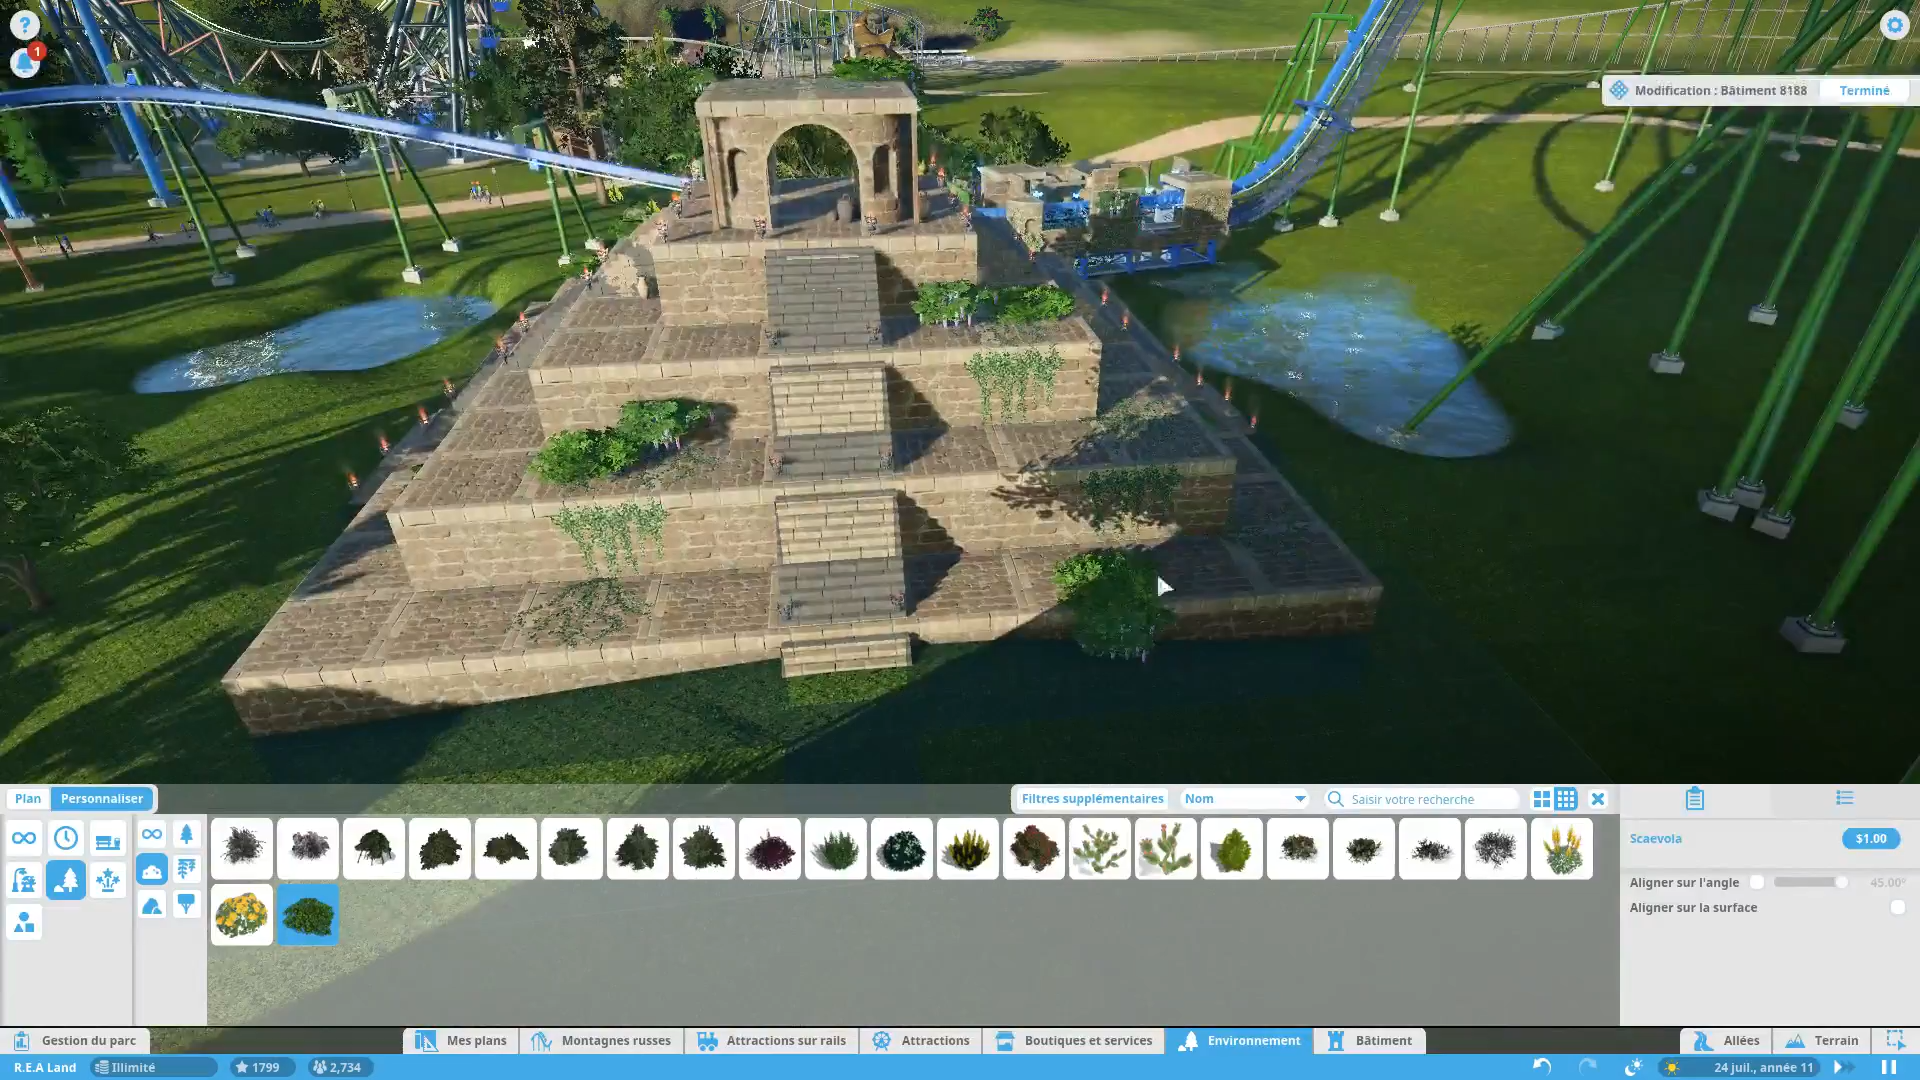 ?
1
Modification : Bâtiment 8188
Terminé
Plan
Personnaliser
Filtres supplémentaires
Nom
Saisir votre recherche
Scaevola
$1.00
Aligner sur l'angle
45.00°
Aligner sur la surface
Gestion du parc
Mes plans
Montagnes russes
Attractions sur rails
Attractions
Boutiques et services
Environnement
Bâtiment
Allées
Terrain
R.E.A Land
Illimité
1799
2,734
24 juil., année 11